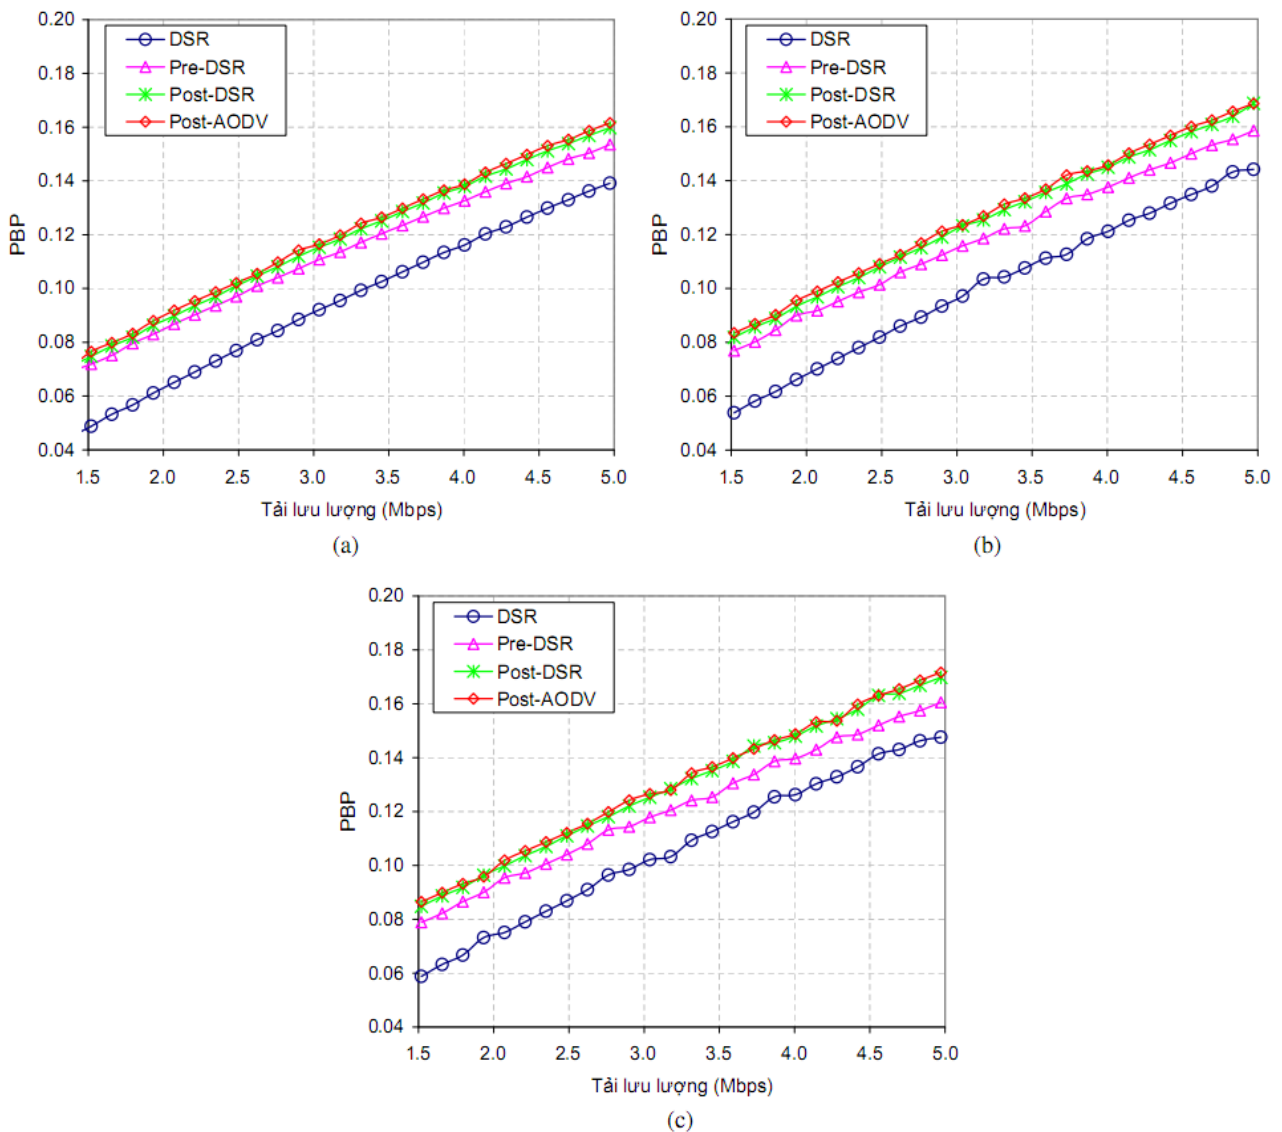 DSR
Pre-DSR
Post-DSR
Post-AODV
PBP
0.20
0.18
0.16
0.14
0.12
0.10
0.08
0.06
0.04
1.5 2.0 2.5 3.0 3.5 4.0 4.5 5.0
Tải lưu lượng (Mbps)
(a)
DSR
Pre-DSR
Post-DSR
Post-AODV
PBP
0.20
0.18
0.16
0.14
0.12
0.10
0.08
0.06
0.04
1.5 2.0 2.5 3.0 3.5 4.0 4.5 5.0
Tải lưu lượng (Mbps)
(b)
DSR
Pre-DSR
Post-DSR
Post-AODV
PBP
0.20
0.18
0.16
0.14
0.12
0.10
0.08
0.06
0.04
1.5 2.0 2.5 3.0 3.5 4.0 4.5 5.0
Tải lưu lượng (Mbps)
(c)